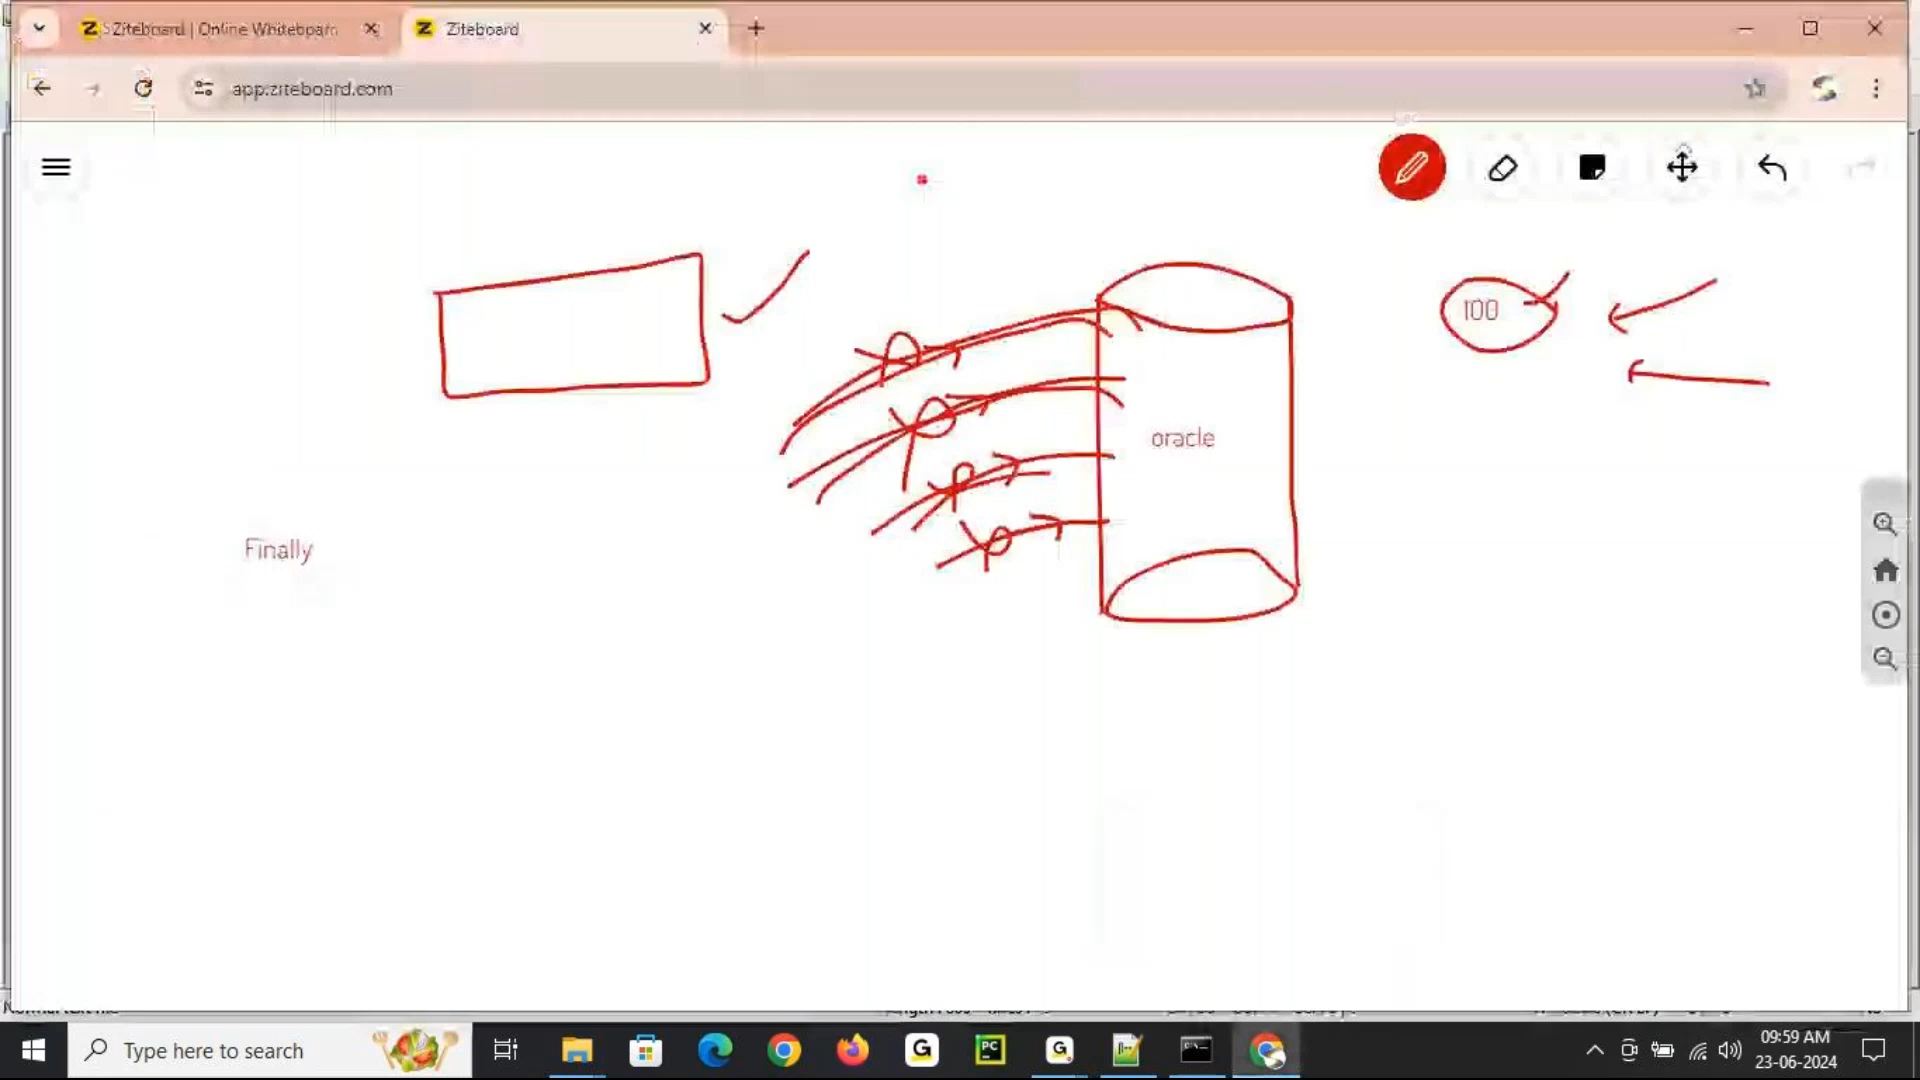 Ziteboard | Online Whiteboard
Ziteboard
app.ziteboard.com
100
oracle
Finally
Type here to search
09:59 AM
23-06-2024